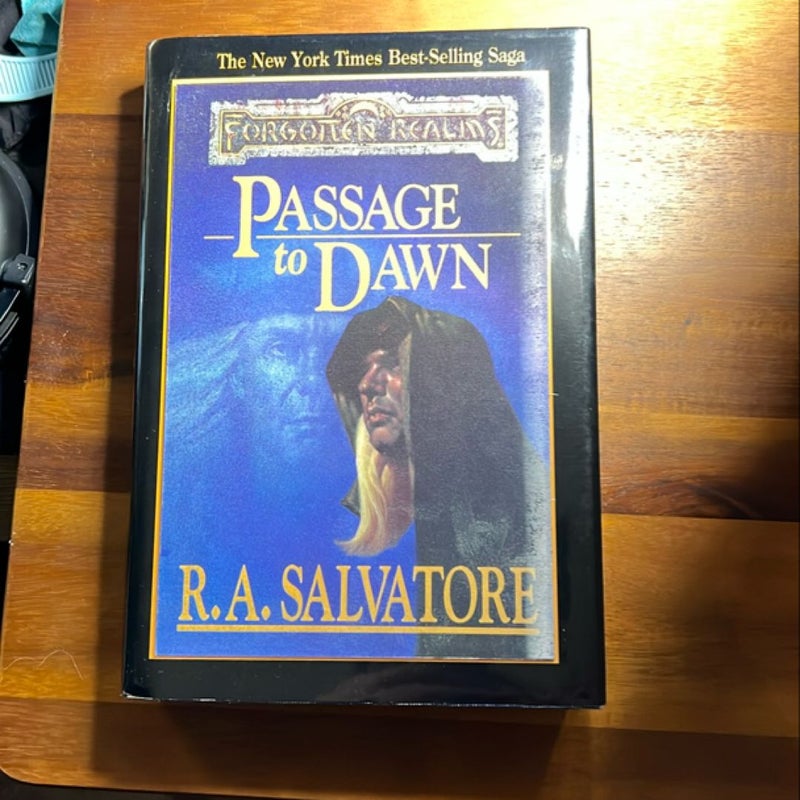 The New York Times Best-Selling Saga
FORGOTTEN REALMS
PASSAGE
to DAWN
R.A. SALVATORE